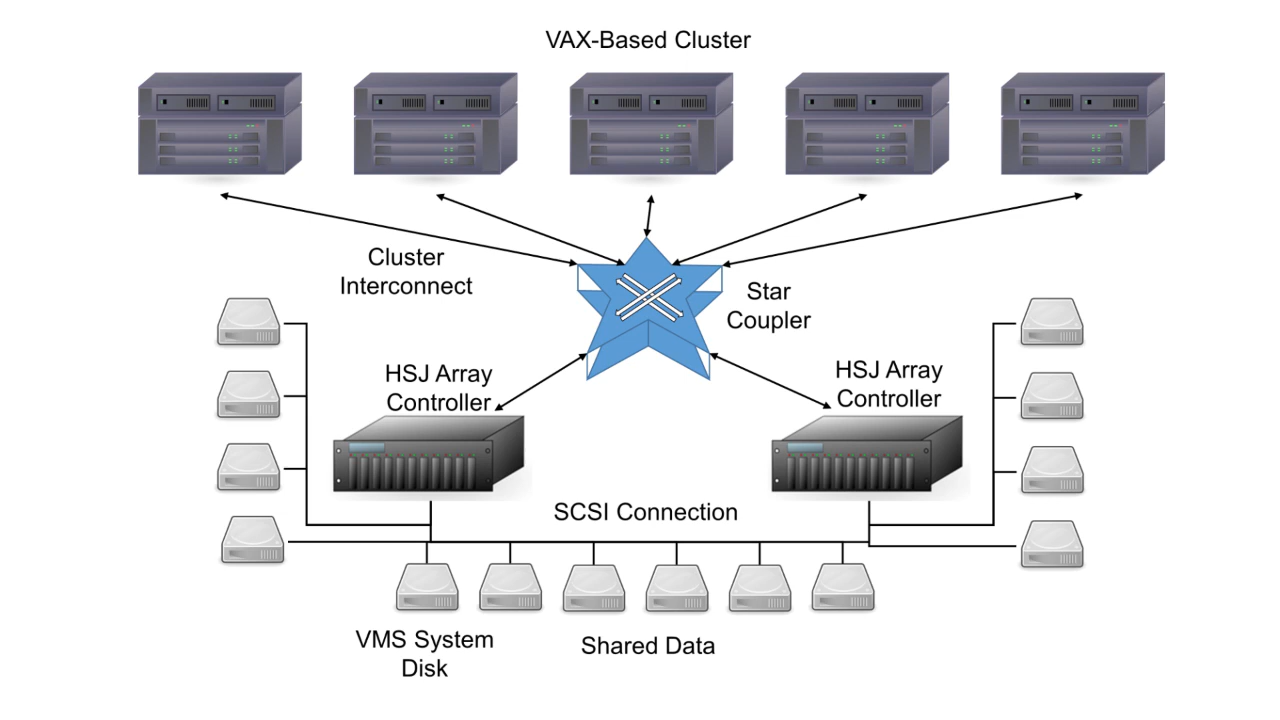 VAX-Based Cluster
Cluster
Interconnect
Star
Coupler
HSJ Array
Controller
HSJ Array
Controller
SCSI Connection
VMS System
Disk
Shared Data